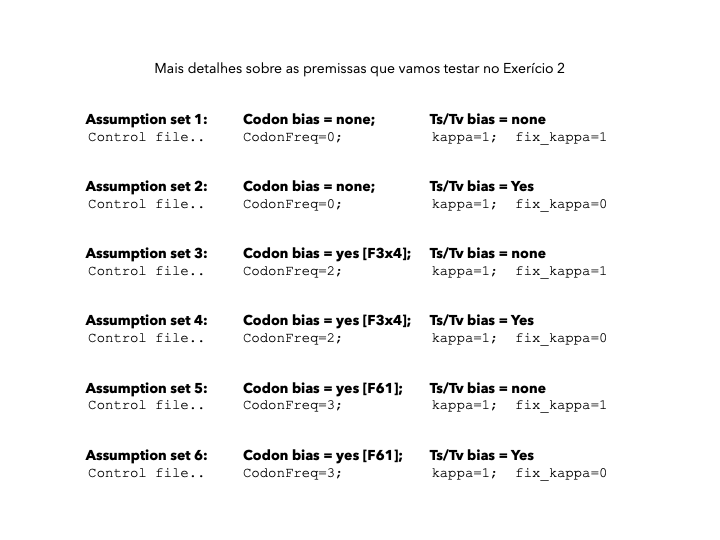 Mais detalhes sobre as premissas que vamos testar no Exerício 2
Assumption set 1: Codon bias = none; Ts/Tv bias = none
Control file.. CodonFreq=0; kappa=1; fix_kappa=1
Assumption set 2: Codon bias = none; Ts/Tv bias = Yes
Control file.. CodonFreq=0; kappa=1; fix_kappa=0
Assumption set 3: Codon bias = yes [F3x4]; Ts/Tv bias = none
Control file.. CodonFreq=2; kappa=1; fix_kappa=1
Assumption set 4: Codon bias = yes [F3x4]; Ts/Tv bias = Yes
Control file.. CodonFreq=2; kappa=1; fix_kappa=0
Assumption set 5: Codon bias = yes [F61]; Ts/Tv bias = none
Control file.. CodonFreq=3; kappa=1; fix_kappa=1
Assumption set 6: Codon bias = yes [F61]; Ts/Tv bias = Yes
Control file.. CodonFreq=3; kappa=1; fix_kappa=0